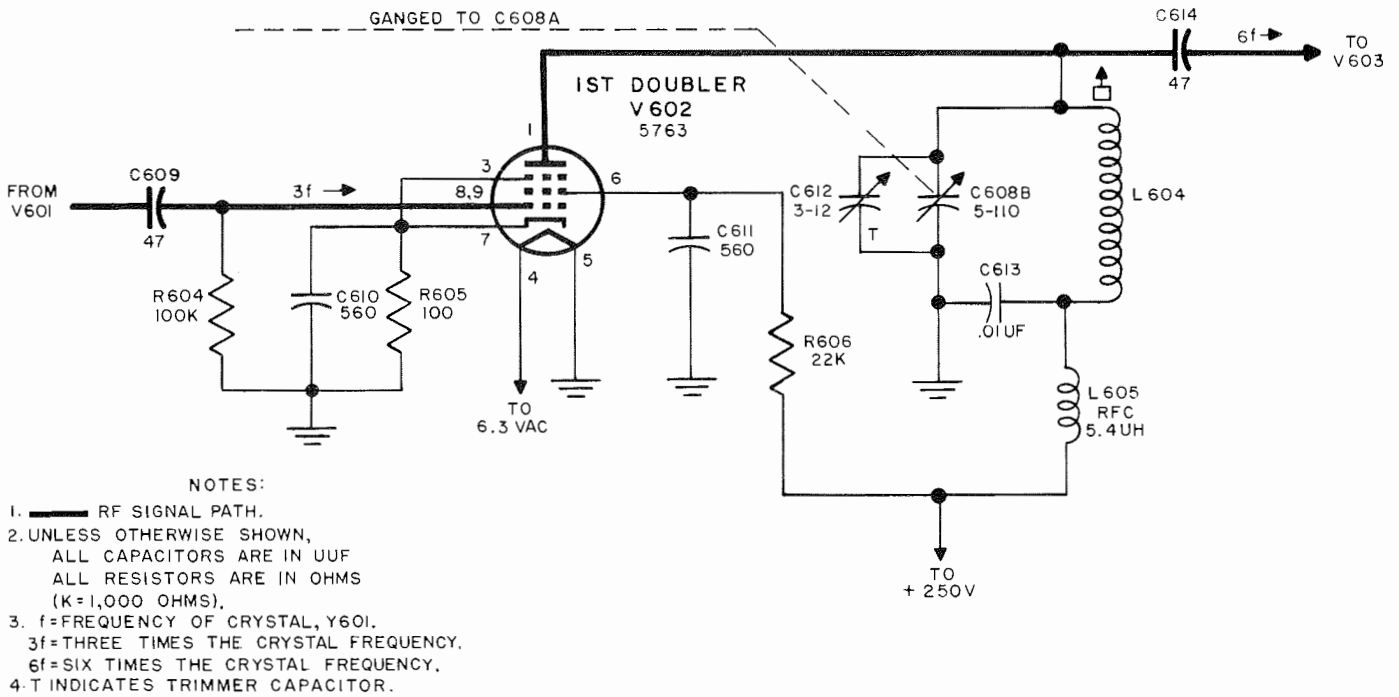 GANGED TO C608A
C614
6f
TO
V603
47
1ST DOUBLER
V602
5763
1
3
8,9
7
6
4
5
FROM
V601
C609
47
3f
R604
100K
C610
560
R605
100
TO
6.3 VAC
C611
560
R606
22K
C612
3-12
T
C608B
5-110
L604
C613
.01UF
L605
RFC
5.4UH
TO
+ 250V
NOTES:
1. RF SIGNAL PATH.
2. UNLESS OTHERWISE SHOWN,
ALL CAPACITORS ARE IN UUF
ALL RESISTORS ARE IN OHMS
(K=1,000 OHMS).
3. f=FREQUENCY OF CRYSTAL, Y601.
3f=THREE TIMES THE CRYSTAL FREQUENCY.
6f=SIX TIMES THE CRYSTAL FREQUENCY.
4. T INDICATES TRIMMER CAPACITOR.